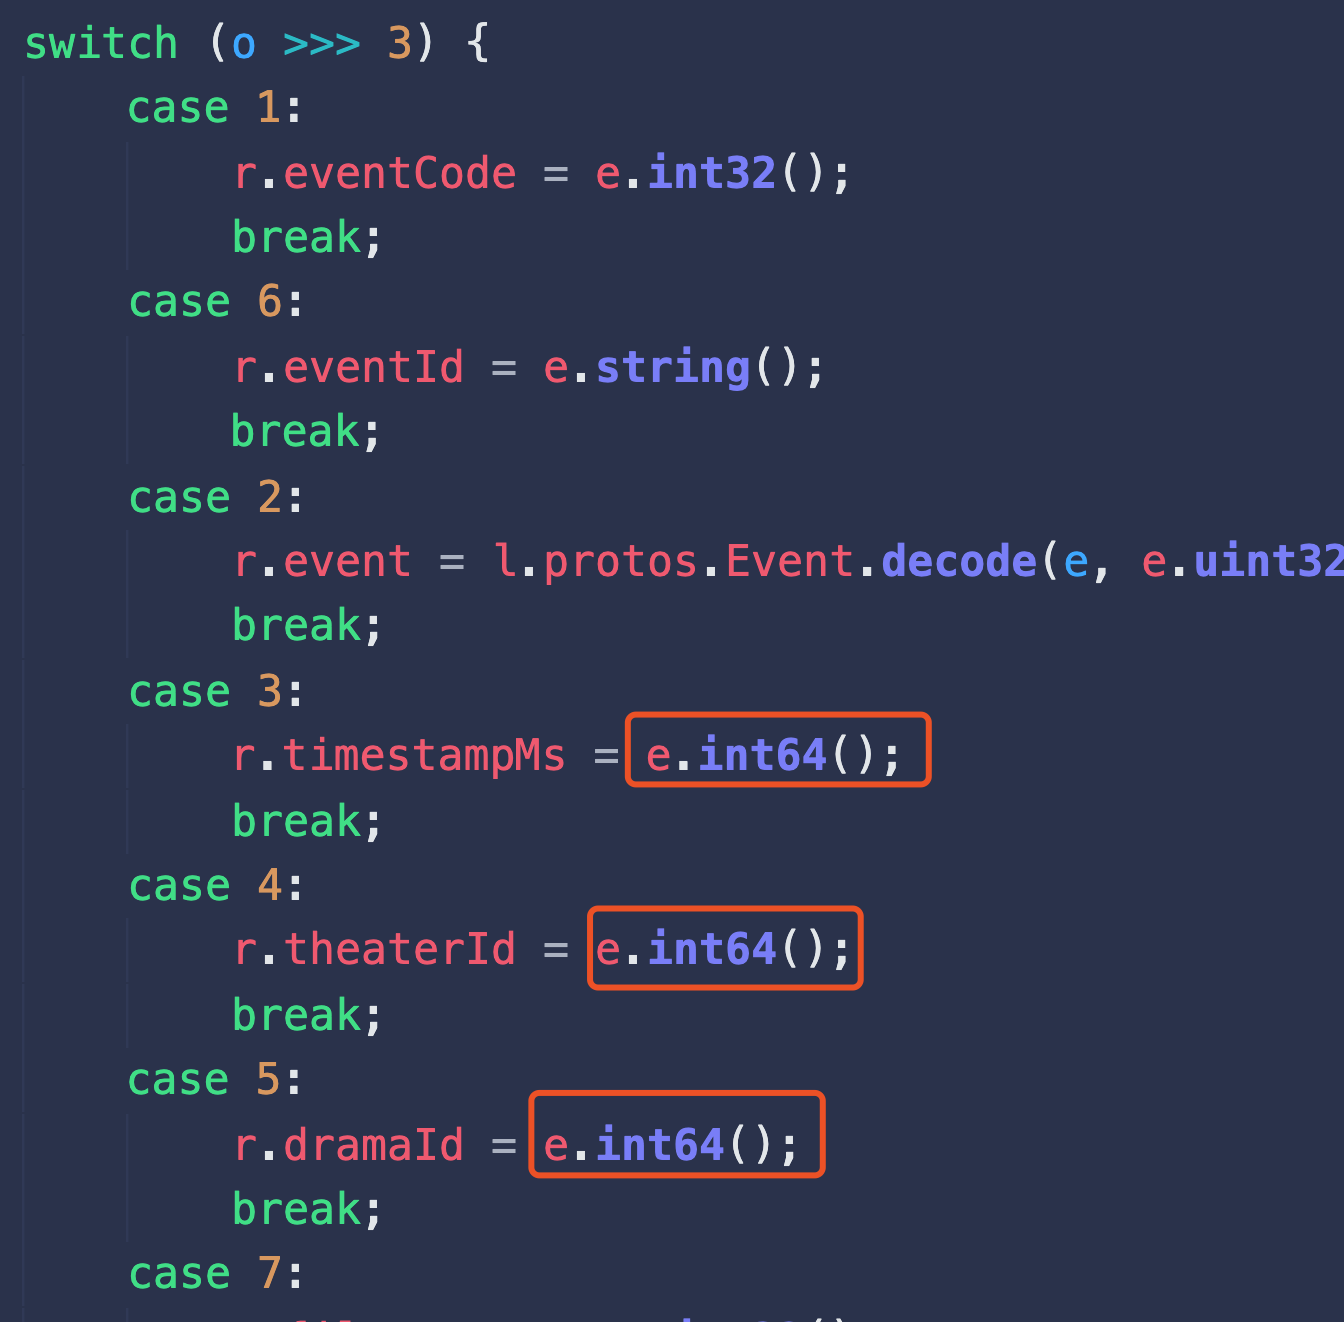 switch (o >>> 3) {
case 1:
r.eventCode = e.int32();
break;
case 6:
r.eventId = e.string();
break;
case 2:
r.event = l.protos.Event.decode(e, e.uint32
break;
case 3:
r.timestampMs = e.int64();
break;
case 4:
r.theaterId = e.int64();
break;
case 5:
r.dramaId = e.int64();
break;
case 7: